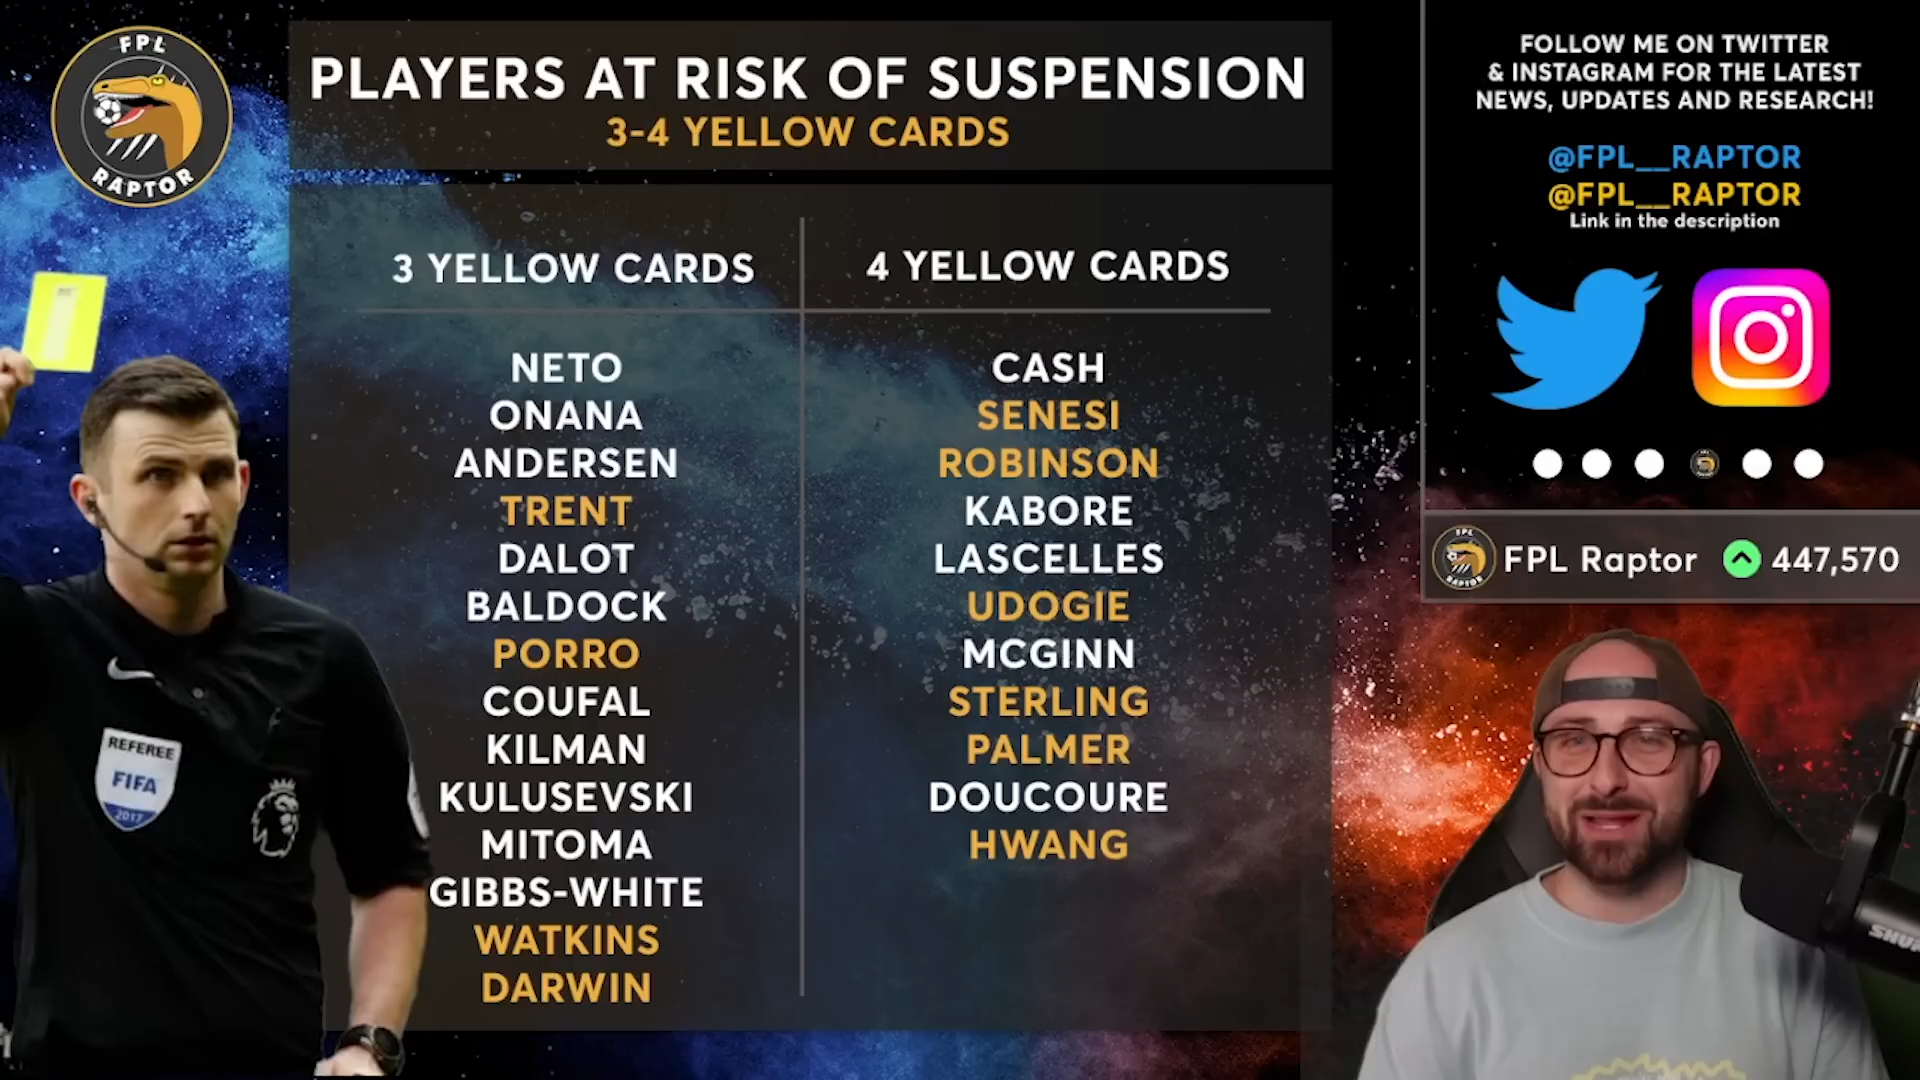 FPL
RAPTOR
PLAYERS AT RISK OF SUSPENSION
3-4 YELLOW CARDS
3 YELLOW CARDS
NETO
ONANA
ANDERSEN
TRENT
DALOT
BALDOCK
PORRO
COUFAL
KILMAN
KULUSEVSKI
MITOMA
GIBBS-WHITE
WATKINS
DARWIN
4 YELLOW CARDS
CASH
SENESI
ROBINSON
KABORE
LASCELLES
UDOGIE
MCGINN
STERLING
PALMER
DOUCOURE
HWANG
REFEREE
FIFA
2017
FOLLOW ME ON TWITTER
& INSTAGRAM FOR THE LATEST
NEWS, UPDATES AND RESEARCH!
@FPL__RAPTOR
@FPL__RAPTOR
Link in the description
FPL
RAPTOR
FPL Raptor
447,570